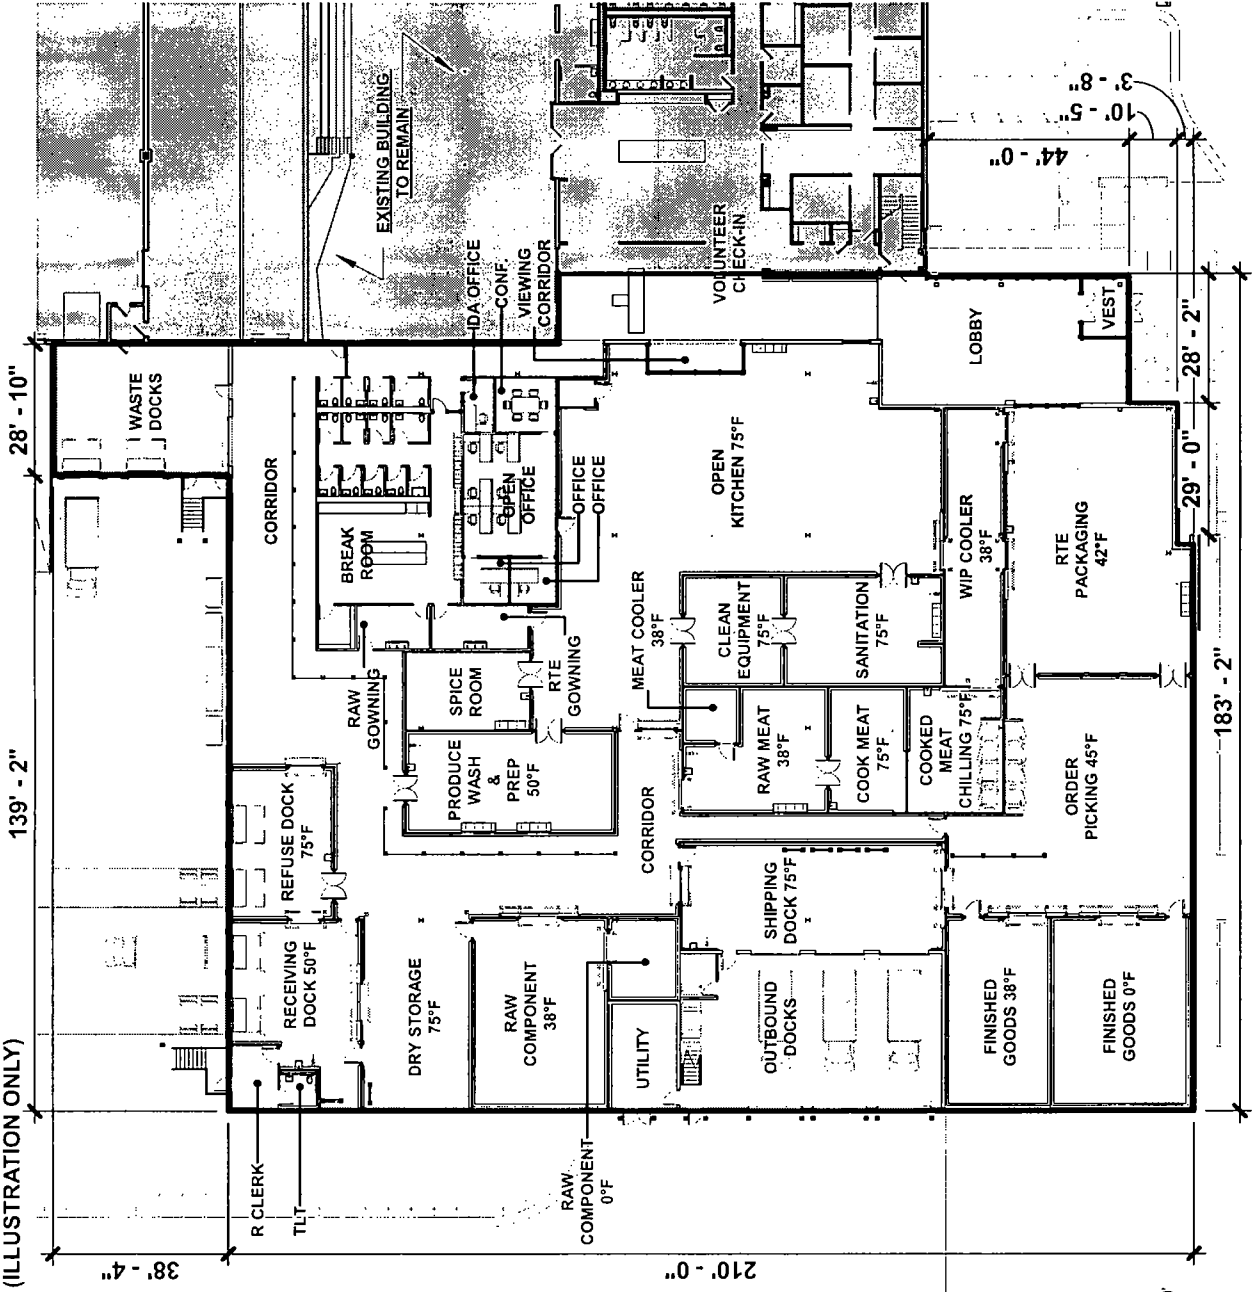 (ILLUSTRATION ONLY)
139' - 2"
28' - 10"
38' - 4"
210' - 0"
183' - 2"
29' - 0"
28' - 2"
44' - 0"
10' - 5"
3' - 8"
EXISTING BUILDING
TO REMAIN
WASTE
DOCKS
CORRIDOR
BREAK
ROOM
OPEN
OFFICE
IDA OFFICE
CONF.
VIEWING
CORRIDOR
VOLUNTEER
CHECK-IN
LOBBY
VEST
OFFICE
OFFICE
OPEN
KITCHEN 75°F
WIP COOLER
38°F
RTE
PACKAGING
42°F
RAW
GOWNING
SPICE
ROOM
RTE
GOWNING
MEAT COOLER
38°F
CLEAN
EQUIPMENT
75°F
SANITATION
75°F
REFUSE DOCK
75°F
PRODUCE
WASH
&
PREP
50°F
CORRIDOR
RAW MEAT
38°F
COOK MEAT
75°F
COOKED
MEAT
CHILLING 75°F
ORDER
PICKING 45°F
RECEIVING
DOCK 50°F
DRY STORAGE
75°F
RAW
COMPONENT
38°F
UTILITY
SHIPPING
DOCK 75°F
OUTBOUND
DOCKS
FINISHED
GOODS 38°F
FINISHED
GOODS 0°F
R CLERK
TLT
RAW
COMPONENT
0°F